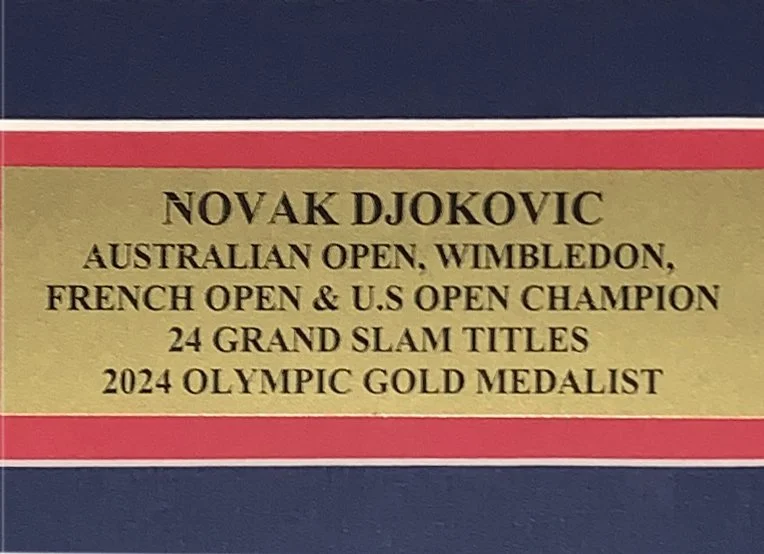 NOVAK DJOKOVIC
AUSTRALIAN OPEN, WIMBLEDON,
FRENCH OPEN & U.S OPEN CHAMPION
24 GRAND SLAM TITLES
2024 OLYMPIC GOLD MEDALIST